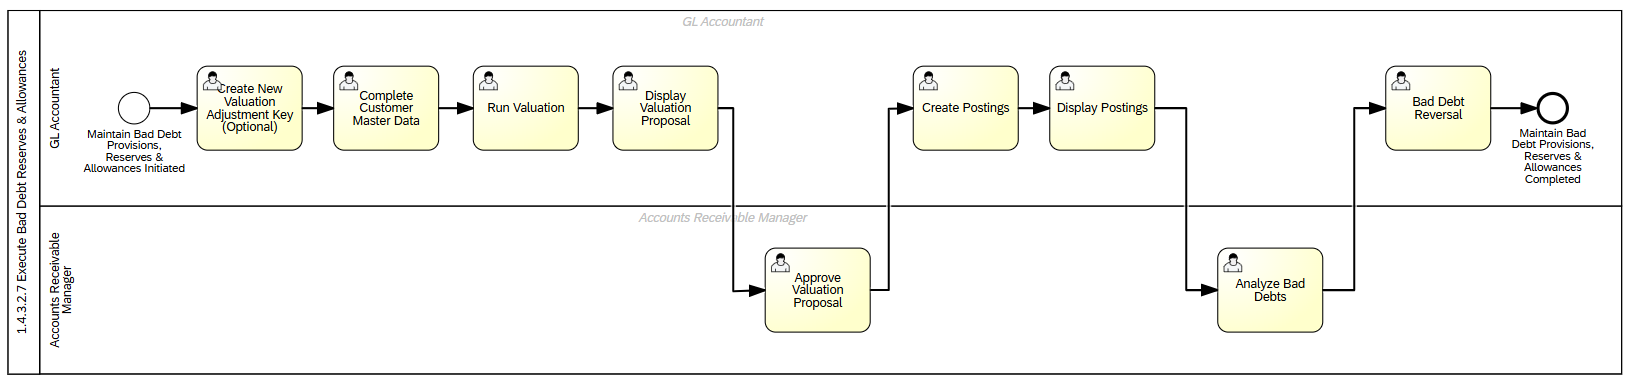 1.4.3.2.7 Execute Bad Debt Reserves & Allowances
GL Accountant
GL Accountant
Maintain Bad Debt
Provisions,
Reserves &
Allowances Initiated
Create New
Valuation
Adjustment Key
(Optional)
Complete
Customer
Master Data
Run Valuation
Display
Valuation
Proposal
Create Postings
Display Postings
Bad Debt
Reversal
Maintain Bad
Debt Provisions,
Reserves &
Allowances
Completed
Accounts Receivable
Manager
Accounts Receivable Manager
Approve
Valuation
Proposal
Analyze Bad
Debts